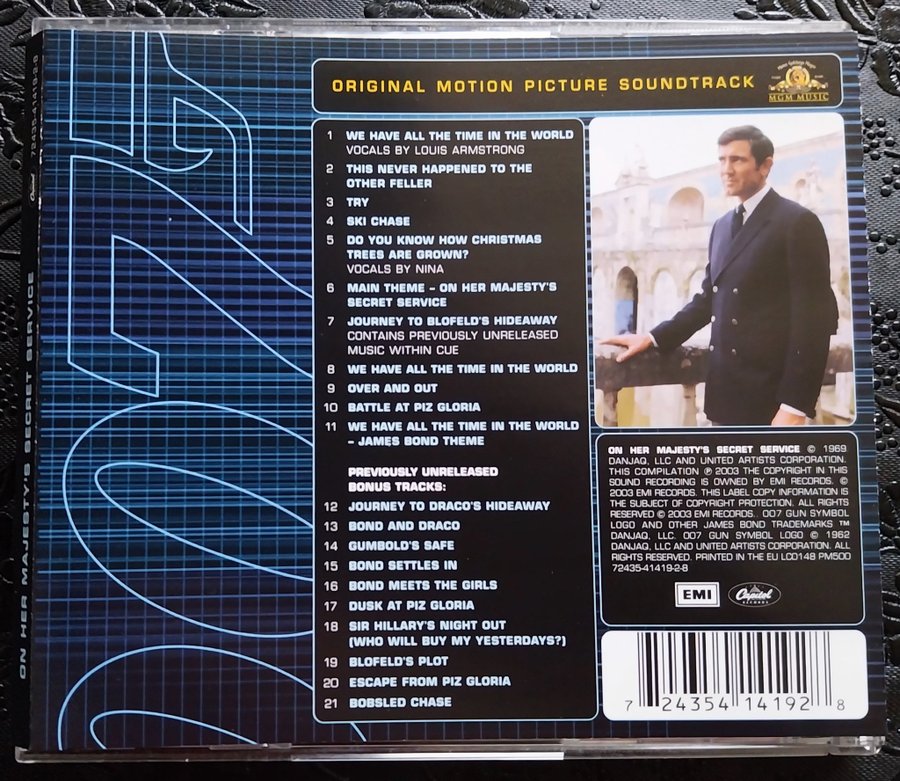 ORIGINAL MOTION PICTURE SOUNDTRACK
MGM MUSIC
1 WE HAVE ALL THE TIME IN THE WORLD
VOCALS BY LOUIS ARMSTRONG
2 THIS NEVER HAPPENED TO THE
OTHER FELLER
3 TRY
4 SKI CHASE
5 DO YOU KNOW HOW CHRISTMAS
TREES ARE GROWN?
VOCALS BY NINA
6 MAIN THEME – ON HER MAJESTY'S
SECRET SERVICE
7 JOURNEY TO BLOFELD'S HIDEAWAY
CONTAINS PREVIOUSLY UNRELEASED
MUSIC WITHIN CUE
8 WE HAVE ALL THE TIME IN THE WORLD
9 OVER AND OUT
10 BATTLE AT PIZ GLORIA
11 WE HAVE ALL THE TIME IN THE WORLD
– JAMES BOND THEME
PREVIOUSLY UNRELEASED
BONUS TRACKS:
12 JOURNEY TO DRACO'S HIDEAWAY
13 BOND AND DRACO
14 GUMBOLD'S SAFE
15 BOND SETTLES IN
16 BOND MEETS THE GIRLS
17 DUSK AT PIZ GLORIA
18 SIR HILLARY'S NIGHT OUT
(WHO WILL BUY MY YESTERDAYS?)
19 BLOFELD'S PLOT
20 ESCAPE FROM PIZ GLORIA
21 BOBSLED CHASE
ON HER MAJESTY'S SECRET SERVICE © 1969
DANJAQ, LLC AND UNITED ARTISTS CORPORATION.
THIS COMPILATION ℗ 2003 THE COPYRIGHT IN THIS
SOUND RECORDING IS OWNED BY EMI RECORDS. ©
2003 EMI RECORDS. THIS LABEL COPY INFORMATION IS
THE SUBJECT OF COPYRIGHT PROTECTION. ALL RIGHTS
RESERVED © 2003 EMI RECORDS. 007 GUN SYMBOL
LOGO AND OTHER JAMES BOND TRADEMARKS ™
DANJAQ, LLC. 007 GUN SYMBOL LOGO © 1962
DANJAQ, LLC AND UNITED ARTISTS CORPORATION. ALL
RIGHTS RESERVED. PRINTED IN THE EU LC0148 PM500
72435-41419-2-8
EMI
Capitol
RECORDS
7 24354 14192 8
007
ON HER MAJESTY'S SECRET SERVICE
72435-41419-2-8